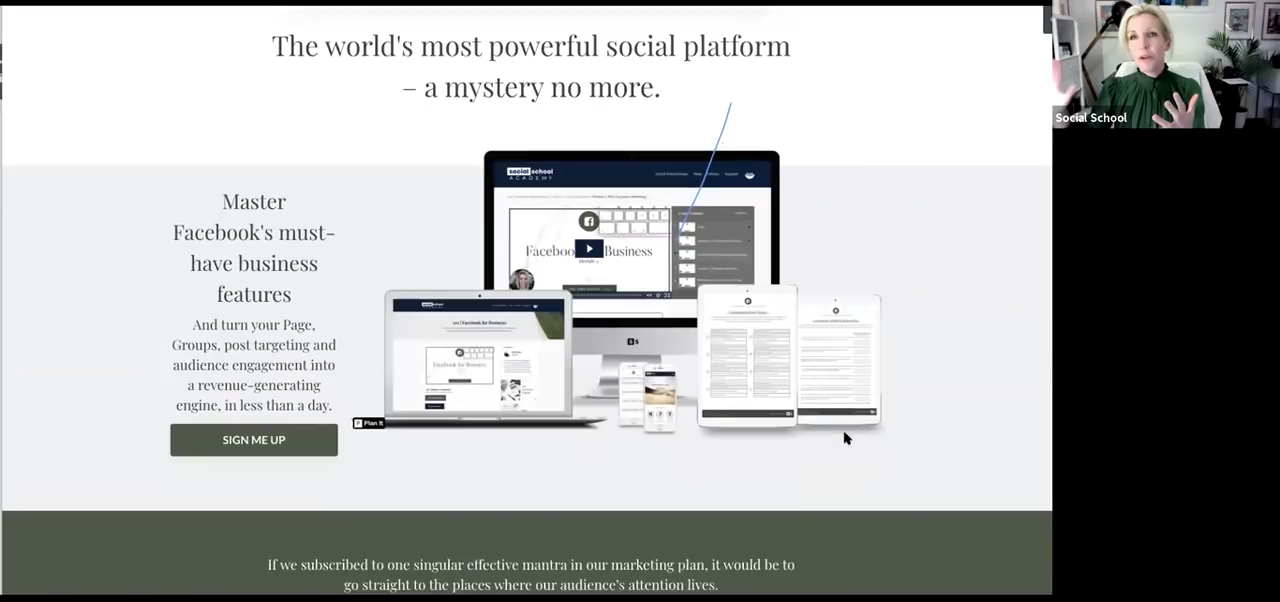 The world's most powerful social platform
– a mystery no more.
Social School
Master
Facebook's must-
have business
features
And turn your Page,
Groups, post targeting and
audience engagement into
a revenue-generating
engine, in less than a day.
SIGN ME UP
social school
ACADEMY
Facebook Business
Facebook for Business
Plan It
If we subscribed to one singular effective mantra in our marketing plan, it would be to
go straight to the places where our audience's attention lives.